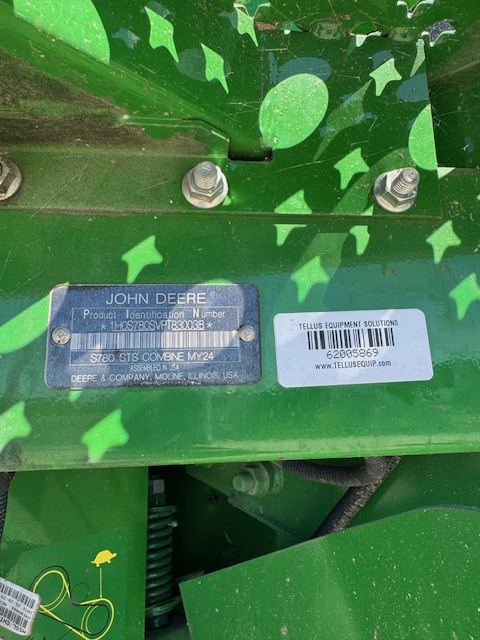 JOHN DEERE
Product Identification Number
*1H0S780SVPT830038*
S780 STS COMBINE MY24
ASSEMBLED IN USA
DEERE & COMPANY, MOLINE, ILLINOIS, USA
TELLUS EQUIPMENT SOLUTIONS
62005869
WWW.TELLUSEQUIP.COM